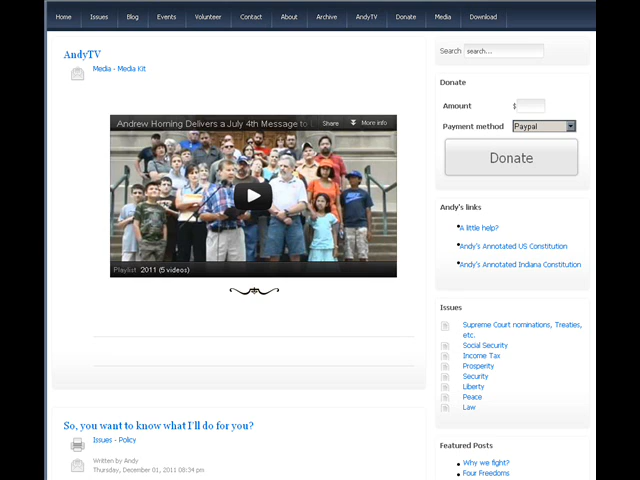 Home Issues Blog Events Volunteer Contact About Archive AndyTV Donate Media Download
AndyTV
Media - Media Kit
Andrew Horning Delivers a July 4th Message to
Share More info
Playlist 2011 (5 videos)
So, you want to know what I'll do for you?
Issues - Policy
Written by Andy
Thursday, December 01, 2011 08:34 pm
Search search...
Donate
Amount $
Payment method Paypal
Donate
Andy's links
A little help?
Andy's Annotated US Constitution
Andy's Annotated Indiana Constitution
Issues
Supreme Court nominations, Treaties,
etc.
Social Security
Income Tax
Prosperity
Security
Liberty
Peace
Law
Featured Posts
Why we fight?
Four Freedoms